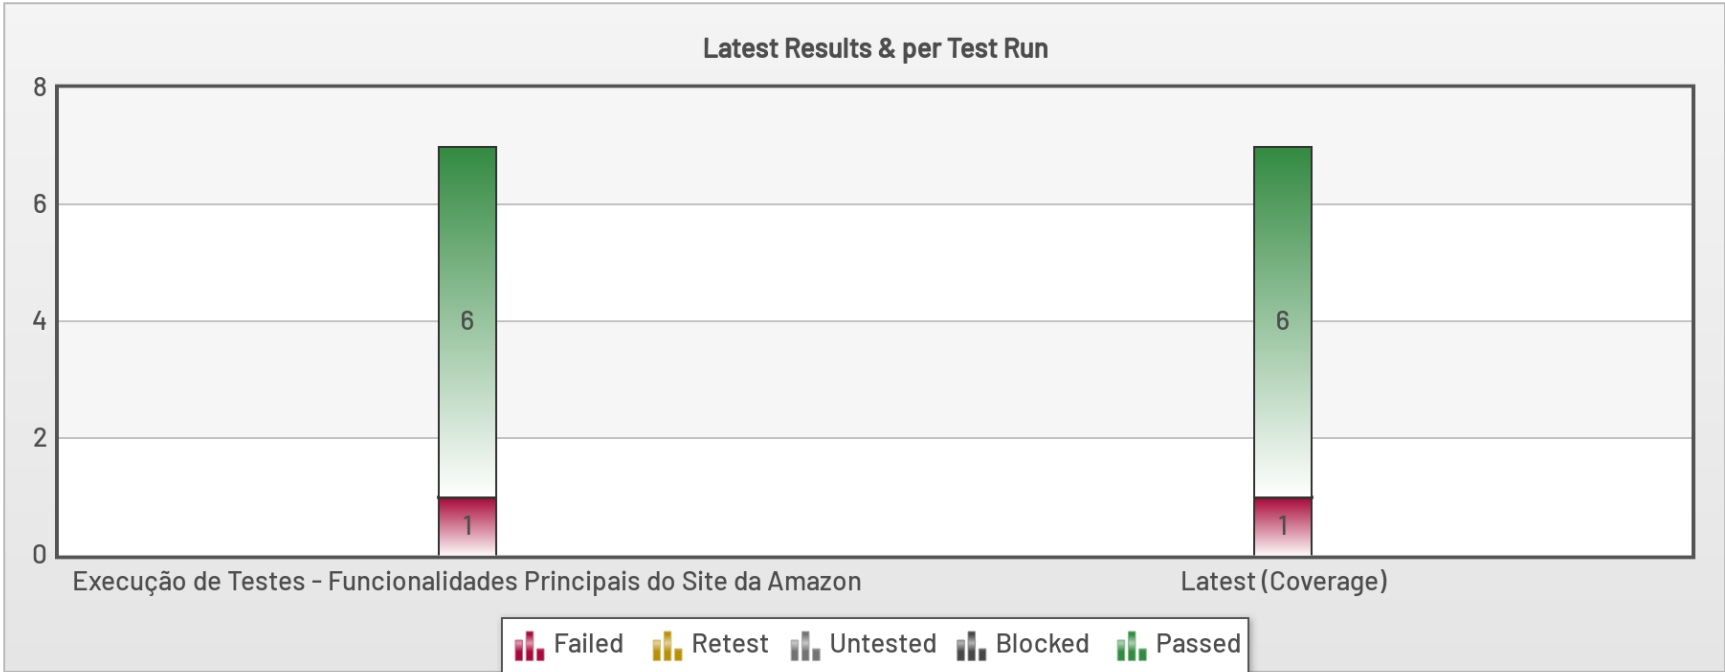 Latest Results & per Test Run
8
6
4
2
0
6
1
6
1
Execução de Testes - Funcionalidades Principais do Site da Amazon
Latest (Coverage)
Failed Retest Untested Blocked Passed